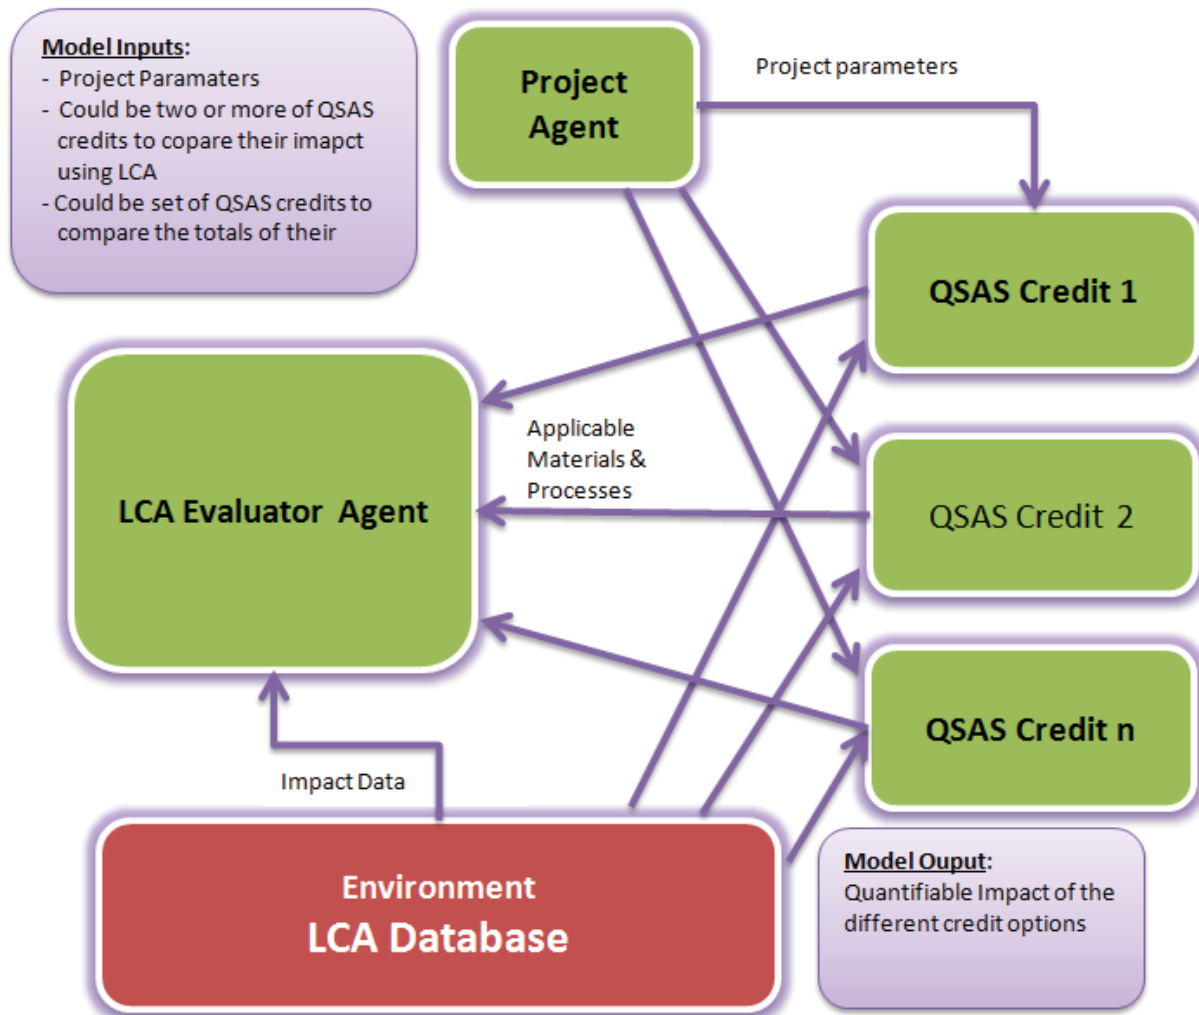 Model Inputs:
- Project Paramaters
- Could be two or more of QSAS
credits to copare their imapct
using LCA
- Could be set of QSAS credits to
compare the totals of their
Project
Agent
Project parameters
QSAS Credit 1
LCA Evaluator Agent
Applicable
Materials &
Processes
QSAS Credit 2
QSAS Credit n
Impact Data
Environment
LCA Database
Model Ouput:
Quantifiable Impact of the
different credit options